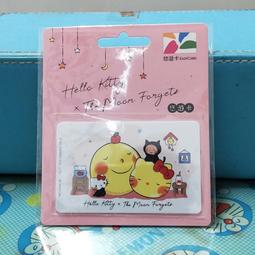 悠遊卡 EASYCARD
Hello Kitty
× The Moon Forgets
悠遊卡
Hello Kitty × The Moon Forgets